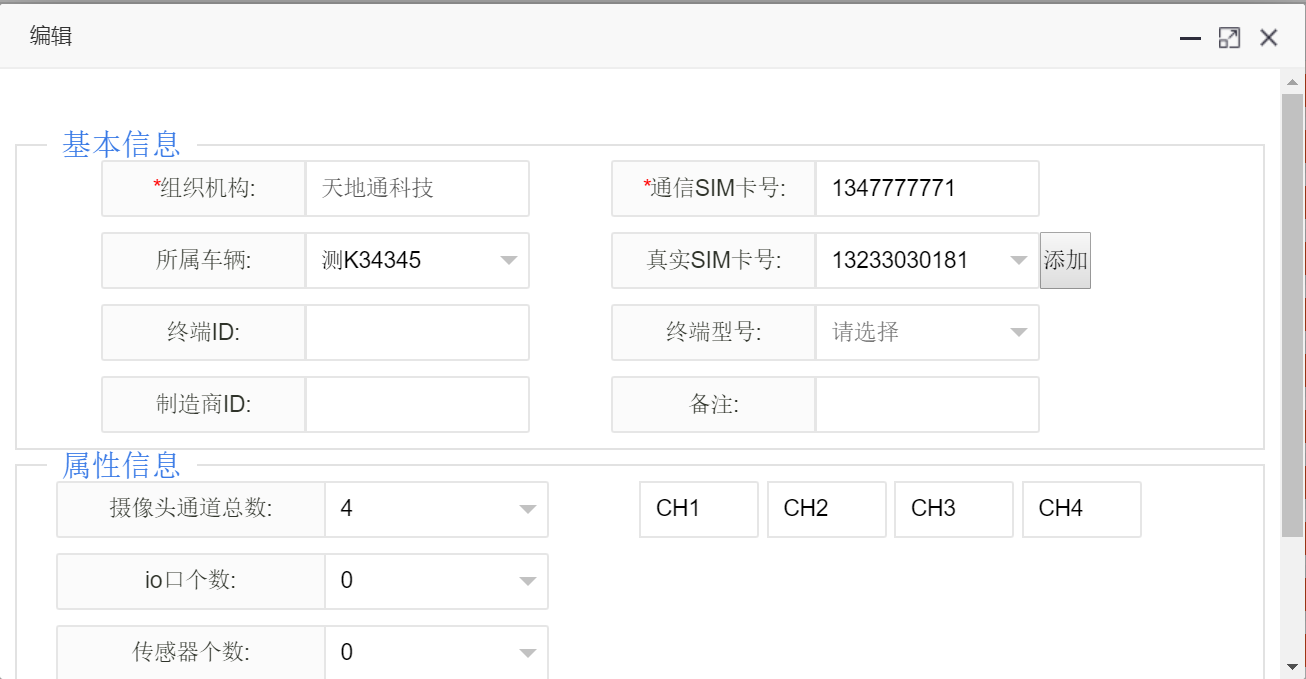 编辑
基本信息
*组织机构: 天地通科技 *通信SIM卡号: 1347777771
所属车辆: 测K34345 真实SIM卡号: 13233030181 添加
终端ID: 终端型号: 请选择
制造商ID: 备注:
属性信息
摄像头通道总数: 4 CH1 CH2 CH3 CH4
io口个数: 0
传感器个数: 0